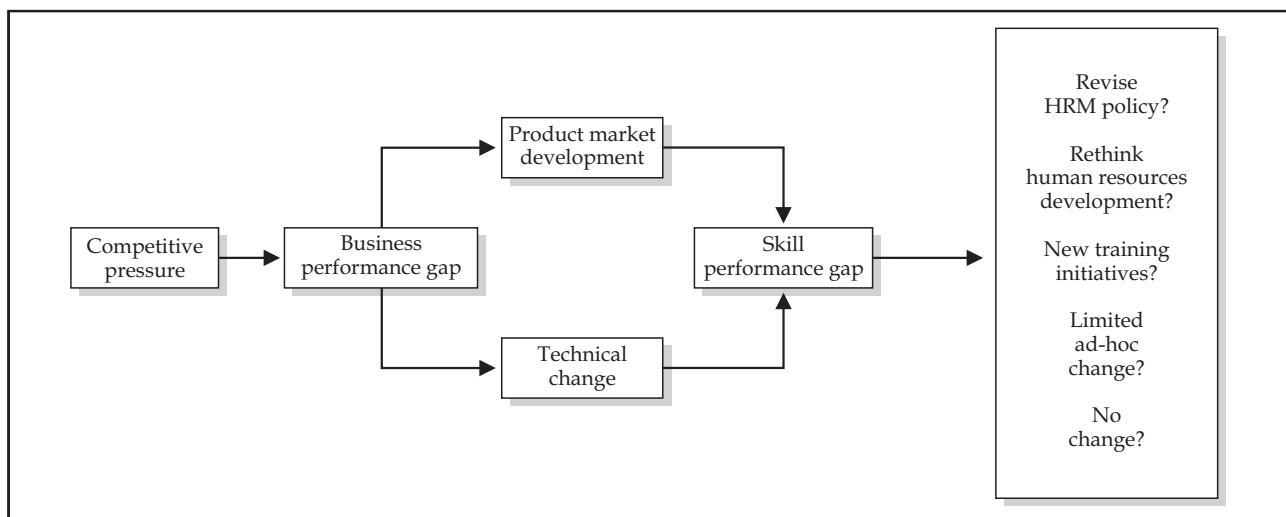 Competitive
pressure
Business
performance gap
Product market
development
Technical
change
Skill
performance gap
Revise
HRM policy?
Rethink
human resources
development?
New training
initiatives?
Limited
ad-hoc
change?
No
change?